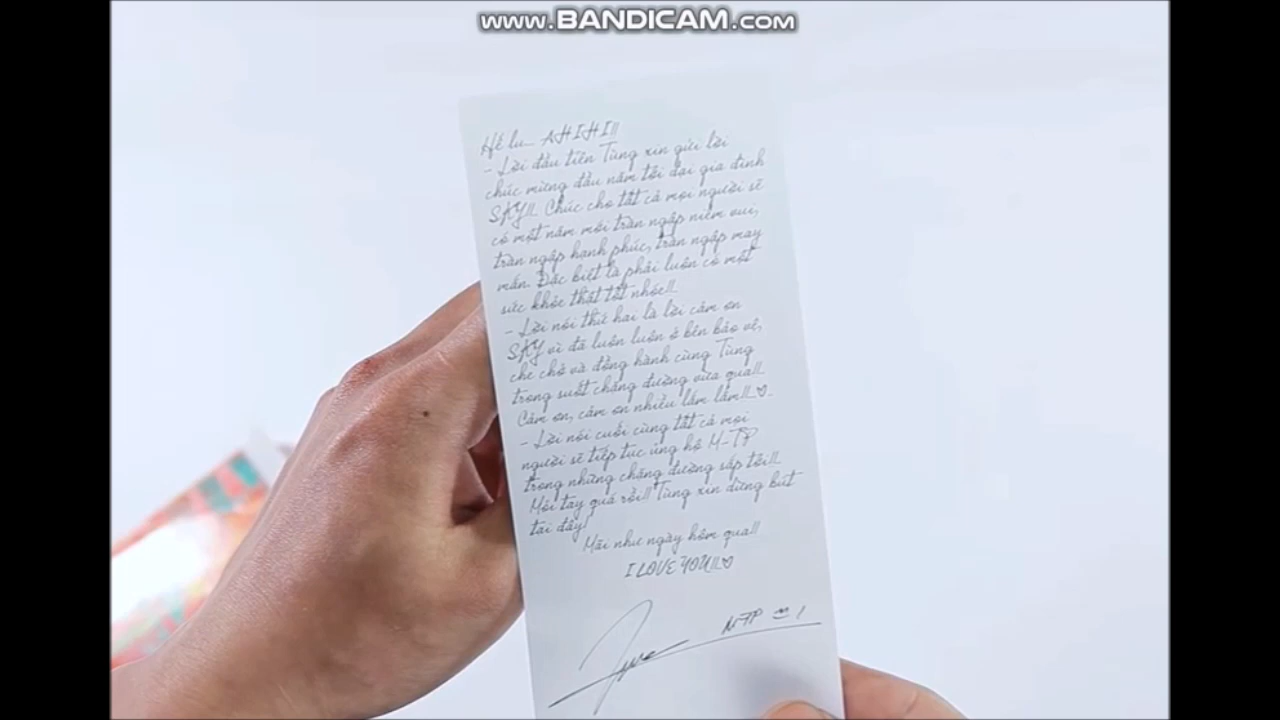 www.BANDICAM.com
Hế lu... AHIHI!!
- Lời đầu tiên Tùng xin gửi lời
chúc mừng đầu năm tới đại gia đình
SKY!!.. Chúc cho tất cả mọi người sẽ
có một năm mới tràn ngập niềm vui,
tràn ngập hạnh phúc, tràn ngập may
mắn. Đặc biệt là phải luôn có một
sức khỏe thật tốt nhóe!!..
- Lời nói thứ hai là lời cảm ơn
SKY vì đã luôn luôn ở bên bảo vệ,
che chở và đồng hành cùng Tùng
trong suốt chặng đường vừa qua!!..
Cảm ơn, cảm ơn nhiều lắm lắm!!..♡..
- Lời nói cuối cùng tất cả mọi
người sẽ tiếp tục ủng hộ M-TP
trong những chặng đường sắp tới!!..
Mỏi tay quá rồi!! Tùng xin dừng bút
tại đây!
Mãi như ngày hôm qua!!
I LOVE YOU!!..♡
MTP